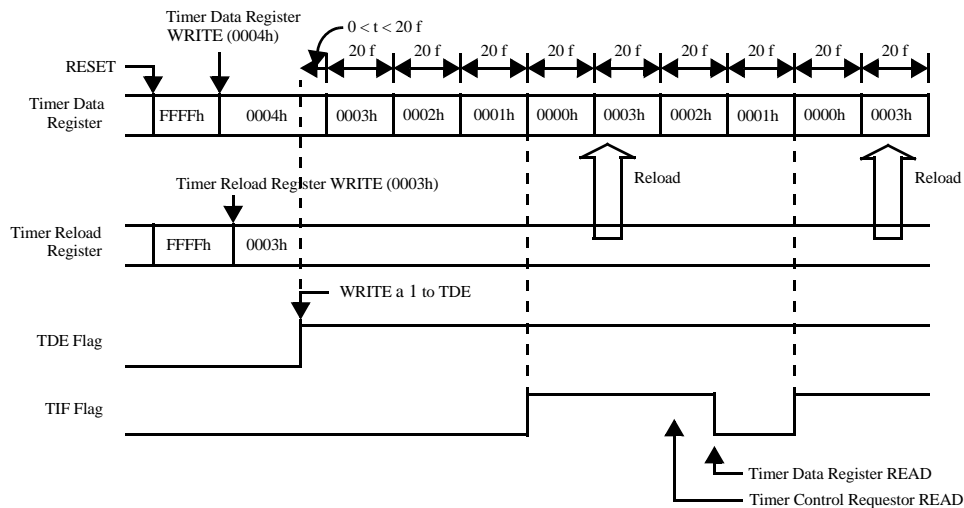 Timer Data Register
WRITE (0004h)
0 < t < 20 f
20 f 20 f 20 f 20 f 20 f 20 f 20 f 20 f 20 f
RESET
Timer Data
Register
FFFFh 0004h 0003h 0002h 0001h 0000h 0003h 0002h 0001h 0000h 0003h
Timer Reload Register WRITE (0003h)
Reload Reload
Timer Reload
Register
FFFFh 0003h
WRITE a 1 to TDE
TDE Flag
TIF Flag
Timer Data Register READ
Timer Control Requestor READ